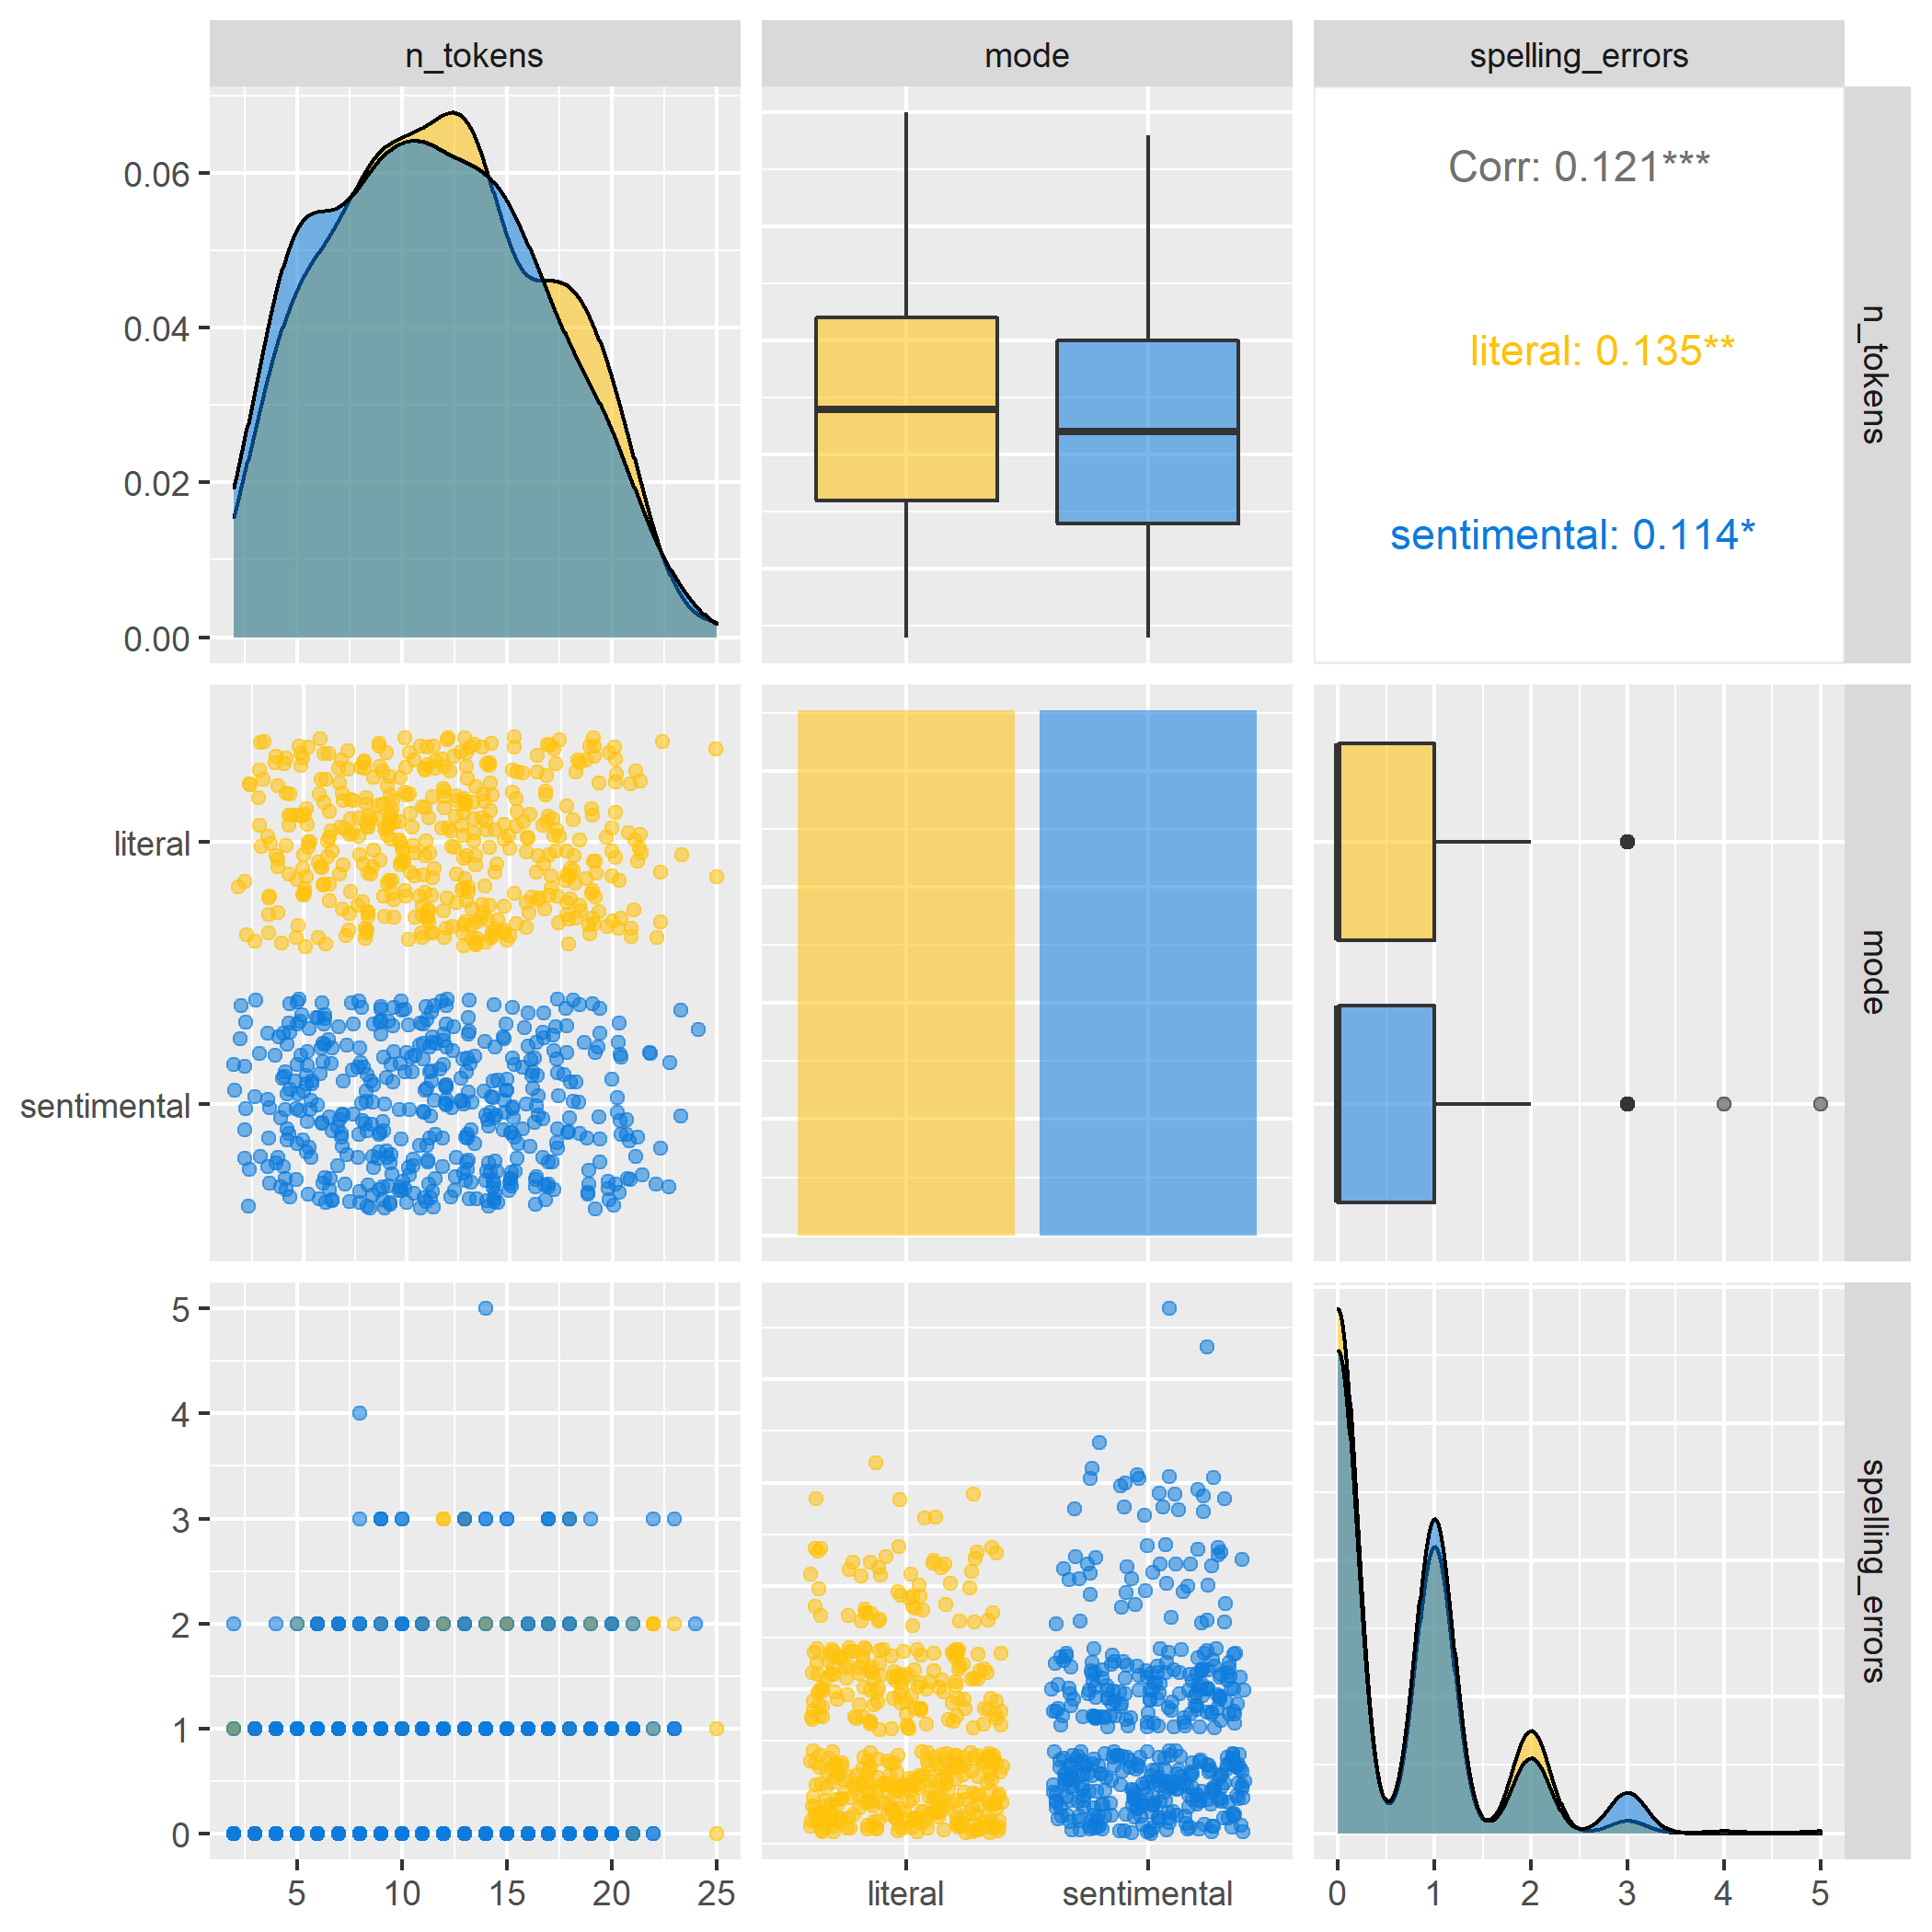 n_tokens
mode
spelling_errors
0.06
0.04
0.02
0.00
Corr: 0.121***
literal: 0.135**
sentimental: 0.114*
n_tokens
literal
sentimental
mode
5
4
3
2
1
0
spelling_errors
5 10 15 20 25
literal sentimental
0 1 2 3 4 5